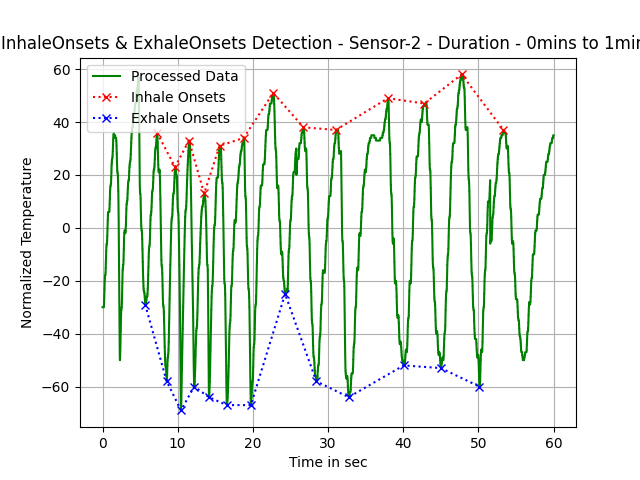 InhaleOnsets & ExhaleOnsets Detection - Sensor-2 - Duration - 0mins to 1min
Processed Data
Inhale Onsets
Exhale Onsets
Normalized Temperature
60
40
20
0
−20
−40
−60
0 10 20 30 40 50 60
Time in sec